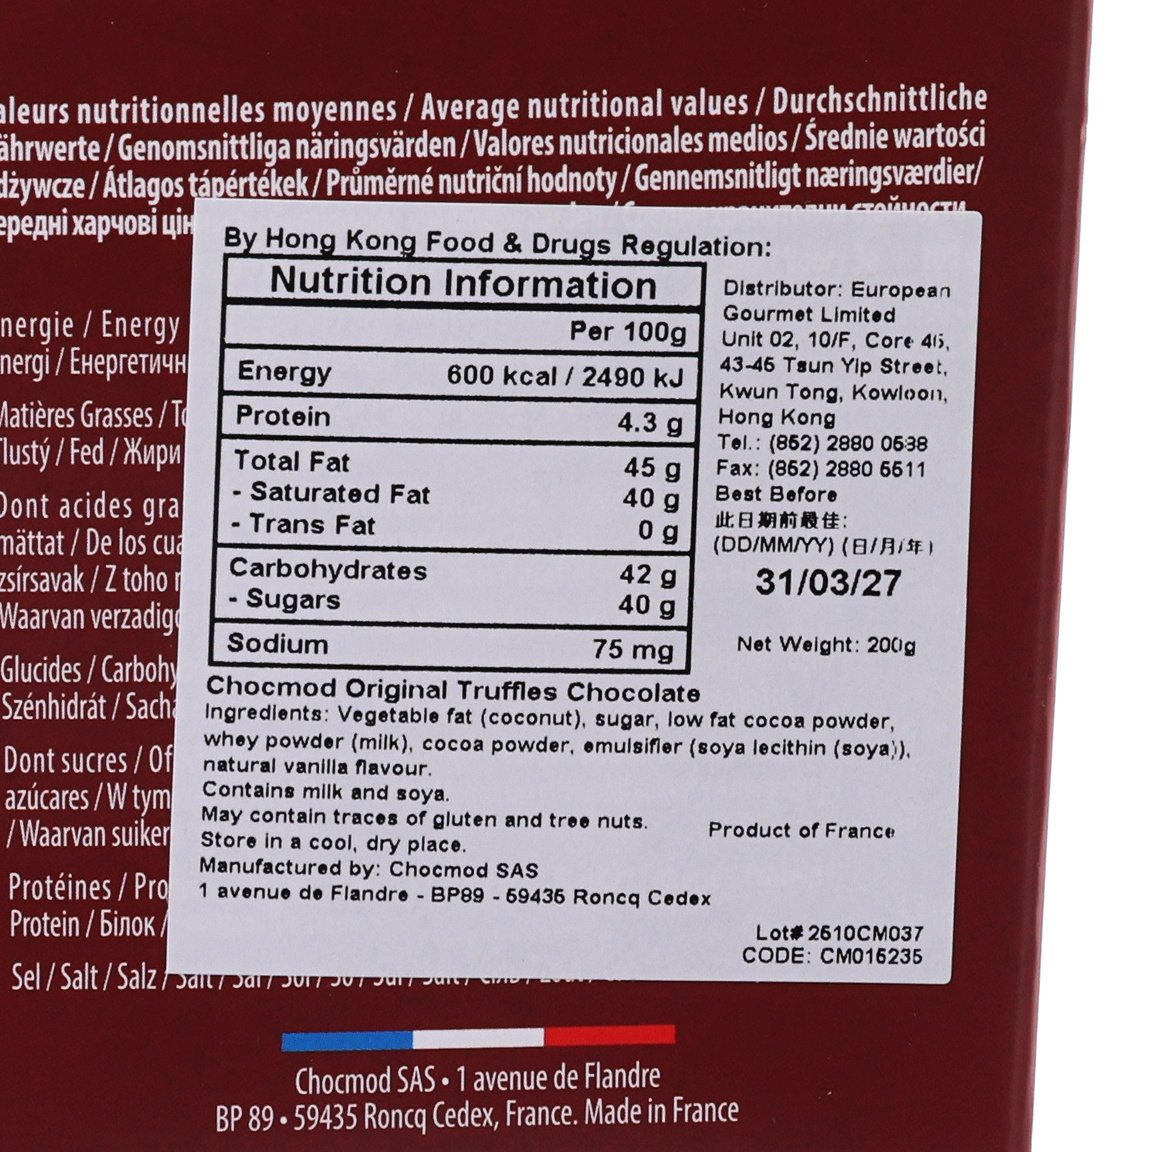 aleurs nutritionnelles moyennes / Average nutritional values / Durchschnittliche
ährwerte / Genomsnittliga näringsvärden / Valores nutricionales medios / Średnie wartości
dżywcze / Átlagos tápértékek / Průměrné nutriční hodnoty / Gennemsnitligt næringsværdier/
ередні харчові цін
nergie / Energy
nergi / Енергетичн
Matières Grasses / To
Tlustý / Fed / Жири
Dont acides gra
mättat / De los cua
zsírsavak / Z toho
Waarvan verzadigd
Glucides / Carbohy
Szénhidrát / Sacha
Dont sucres / Of
azúcares / W tym
/ Waarvan suiker
Protéines / Pro
Protein / Білок /
Sel / Salt / Salz / Salt / Sal /
By Hong Kong Food & Drugs Regulation:
Nutrition Information
Per 100g
Energy 600 kcal / 2490 kJ
Protein 4.3 g
Total Fat 45 g
- Saturated Fat 40 g
- Trans Fat 0 g
Carbohydrates 42 g
- Sugars 40 g
Sodium 75 mg
Distributor: European
Gourmet Limited
Unit 02, 10/F, Core 45,
43-45 Tsun Yip Street,
Kwun Tong, Kowloon,
Hong Kong
Tel.: (852) 2880 0538
Fax: (852) 2880 5511
Best Before
此日期前最佳:
(DD/MM/YY) (日/月/年)
31/03/27
Net Weight: 200g
Chocmod Original Truffles Chocolate
Ingredients: Vegetable fat (coconut), sugar, low fat cocoa powder,
whey powder (milk), cocoa powder, emulsifier (soya lecithin (soya)),
natural vanilla flavour.
Contains milk and soya.
May contain traces of gluten and tree nuts.
Store in a cool, dry place.
Product of France
Manufactured by: Chocmod SAS
1 avenue de Flandre - BP89 - 59435 Roncq Cedex
Lot# 2510CM037
CODE: CM015235
Chocmod SAS • 1 avenue de Flandre
BP 89 • 59435 Roncq Cedex, France. Made in France